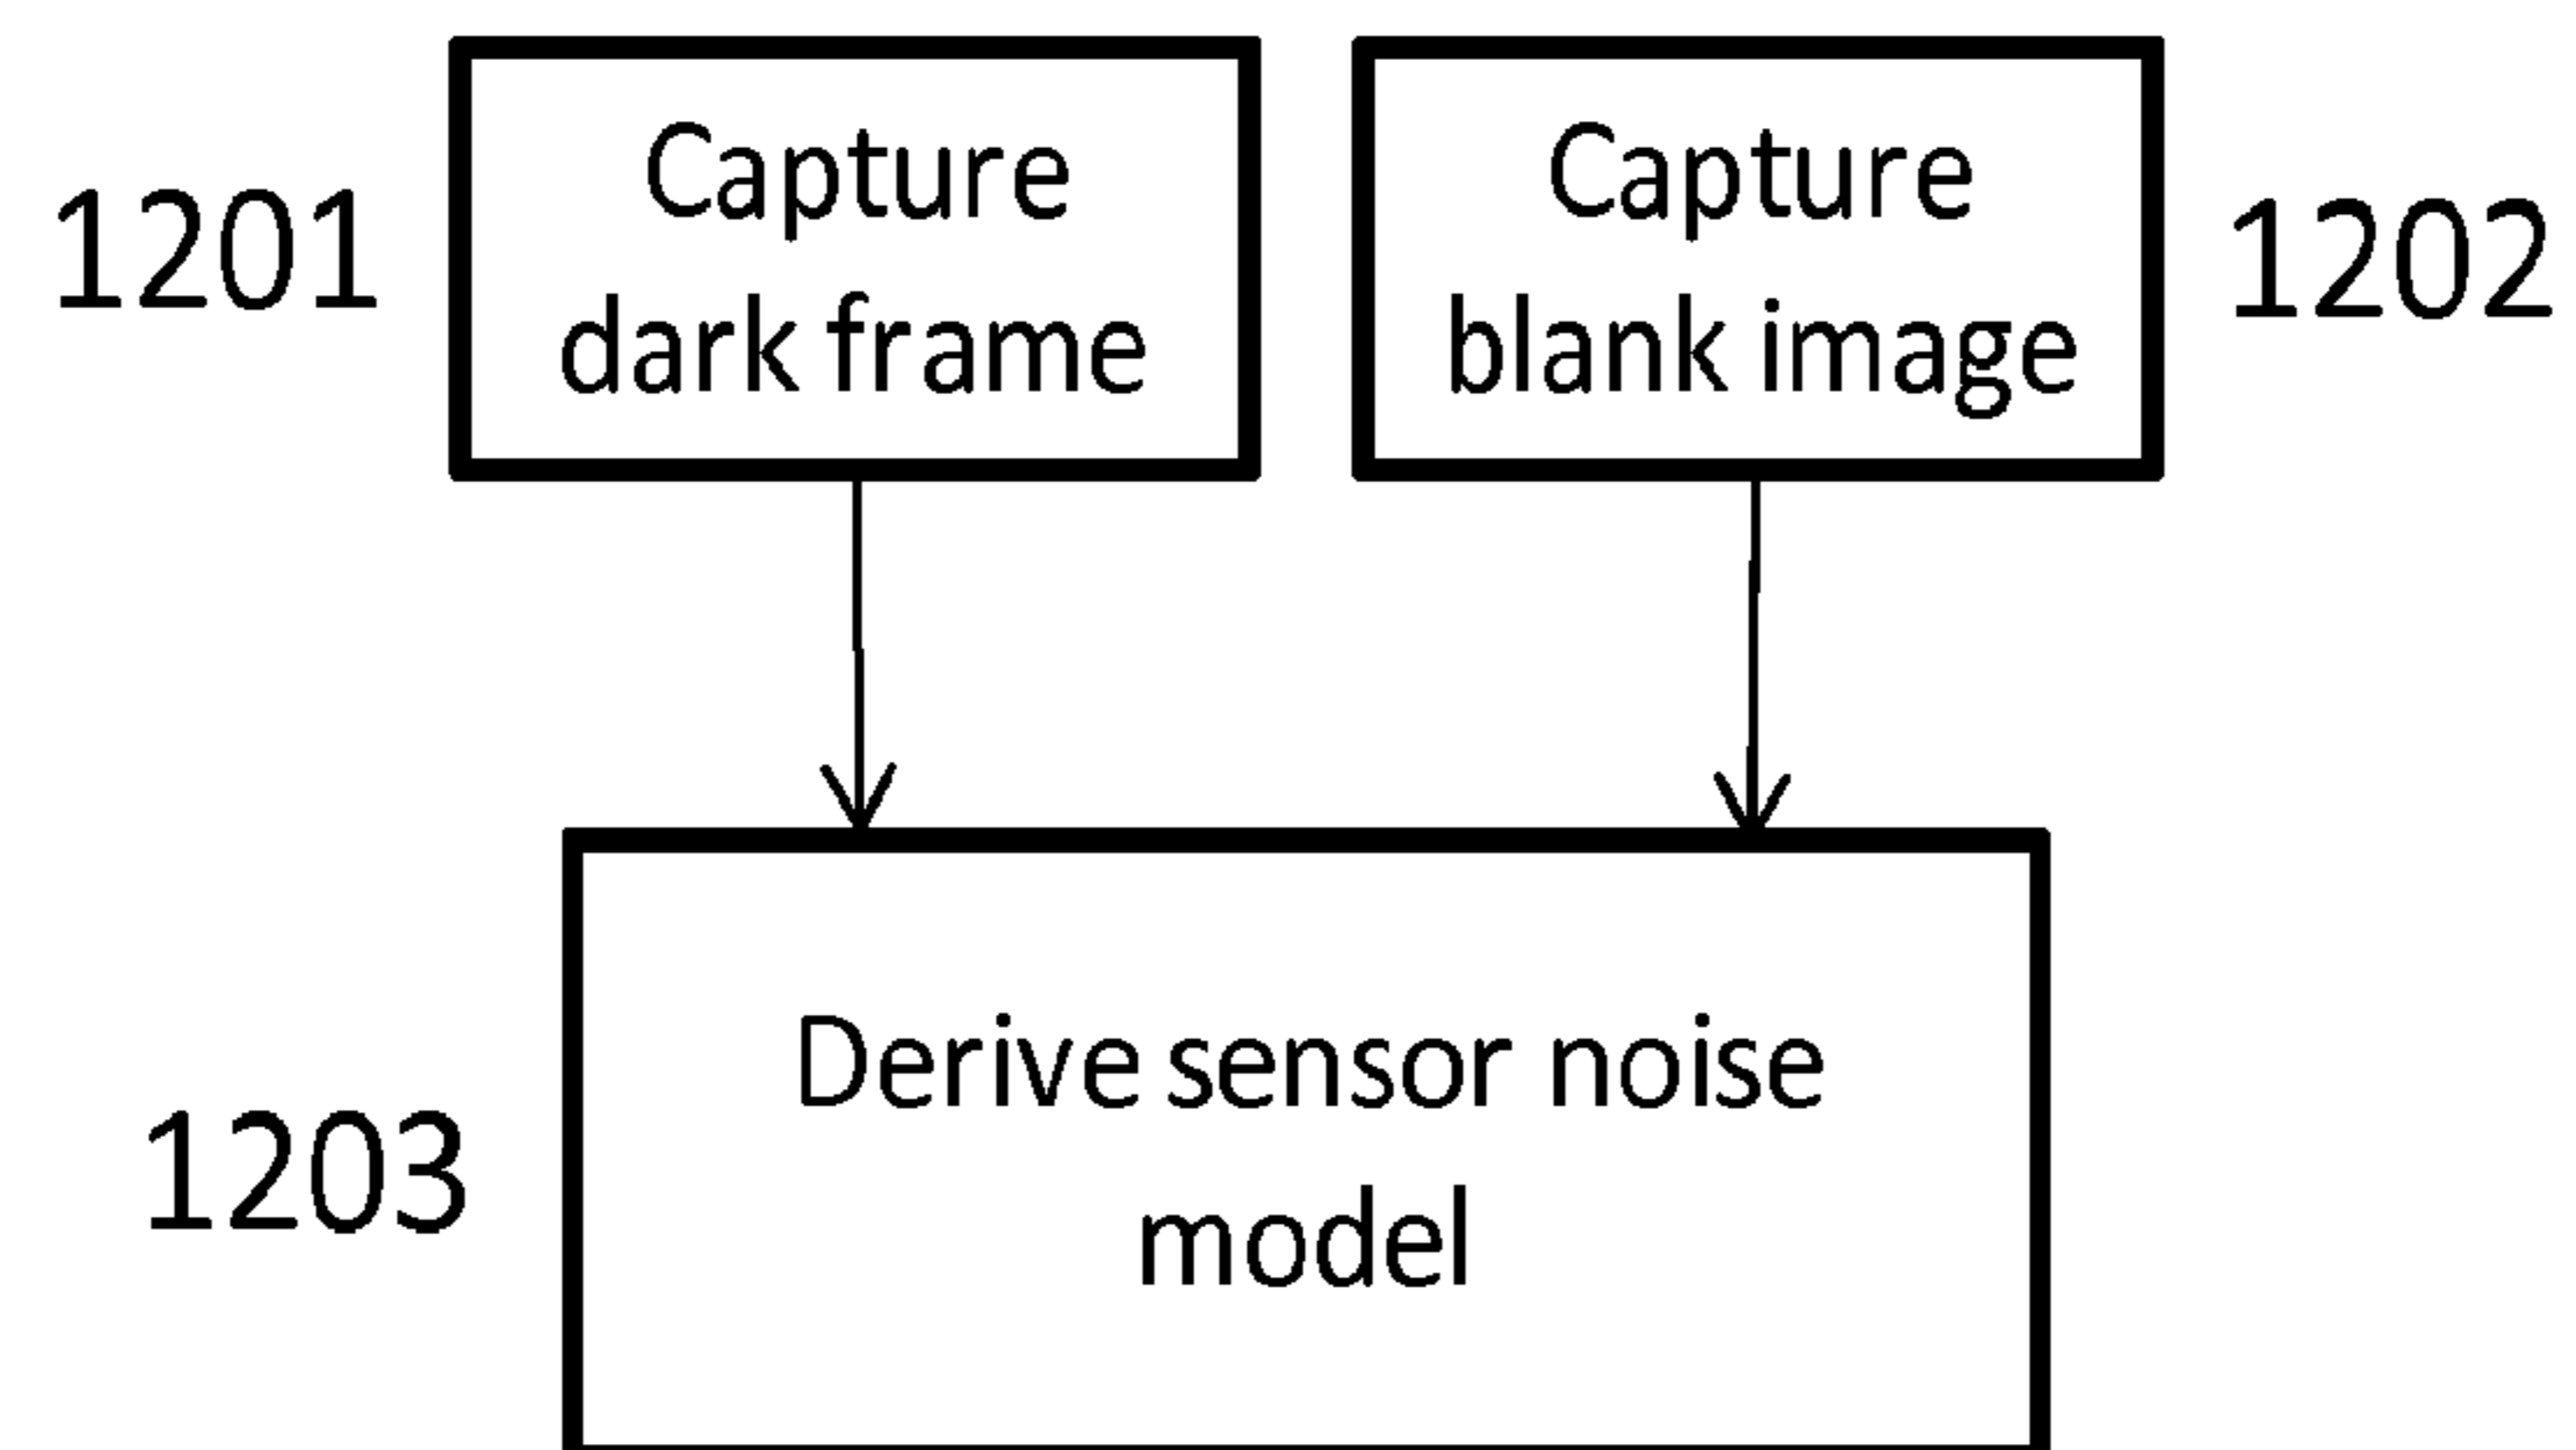 1201
Capture
dark frame
Capture
blank image
1202
1203
Derive sensor noise
model